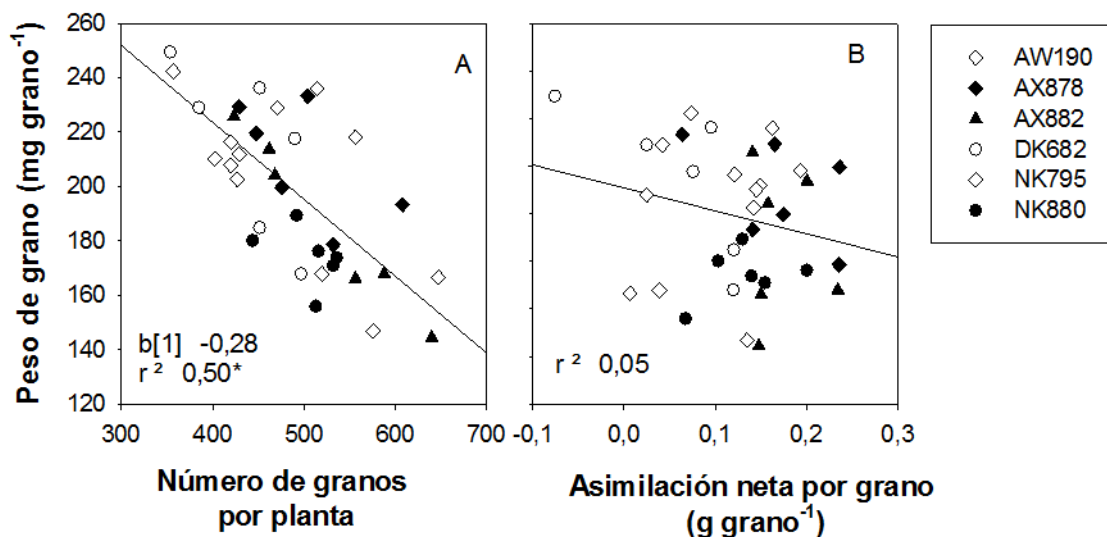 Peso de grano (mg grano⁻¹)
260
240
220
200
180
160
140
120
A
b[1] -0,28
r ² 0,50*
300 400 500 600 700
Número de granos
por planta
B
r ² 0,05
-0,1 0,0 0,1 0,2 0,3
Asimilación neta por grano
(g grano⁻¹)
AW190
AX878
AX882
DK682
NK795
NK880